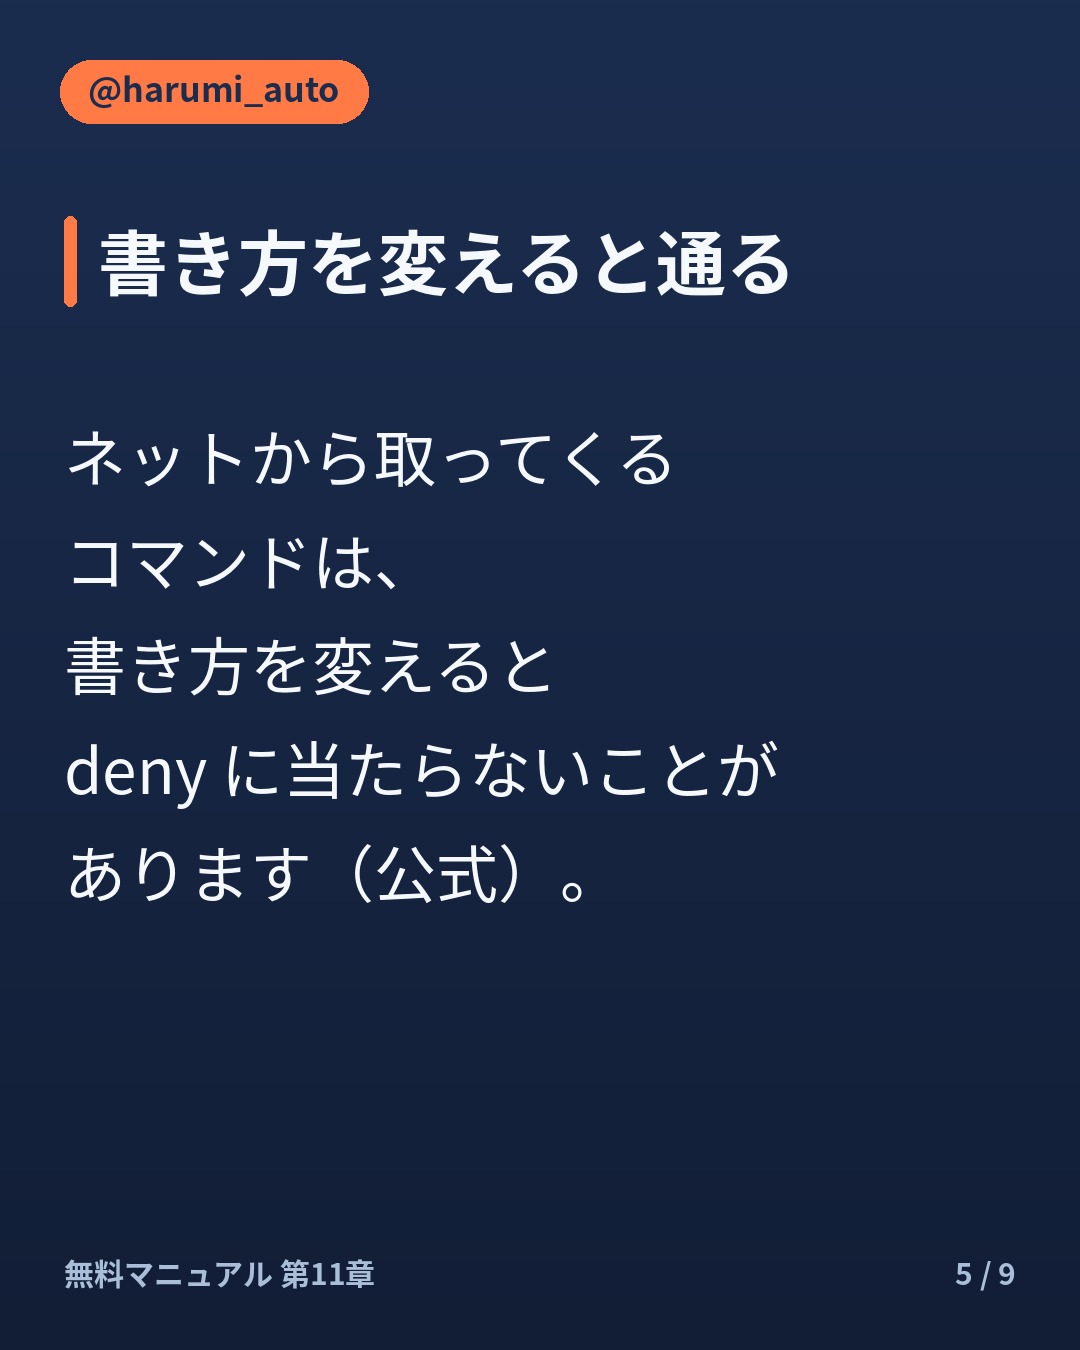 @harumi_auto
書き方を変えると通る
ネットから取ってくる
コマンドは、
書き方を変えると
deny に当たらないことが
あります（公式）。
無料マニュアル 第11章
5 / 9